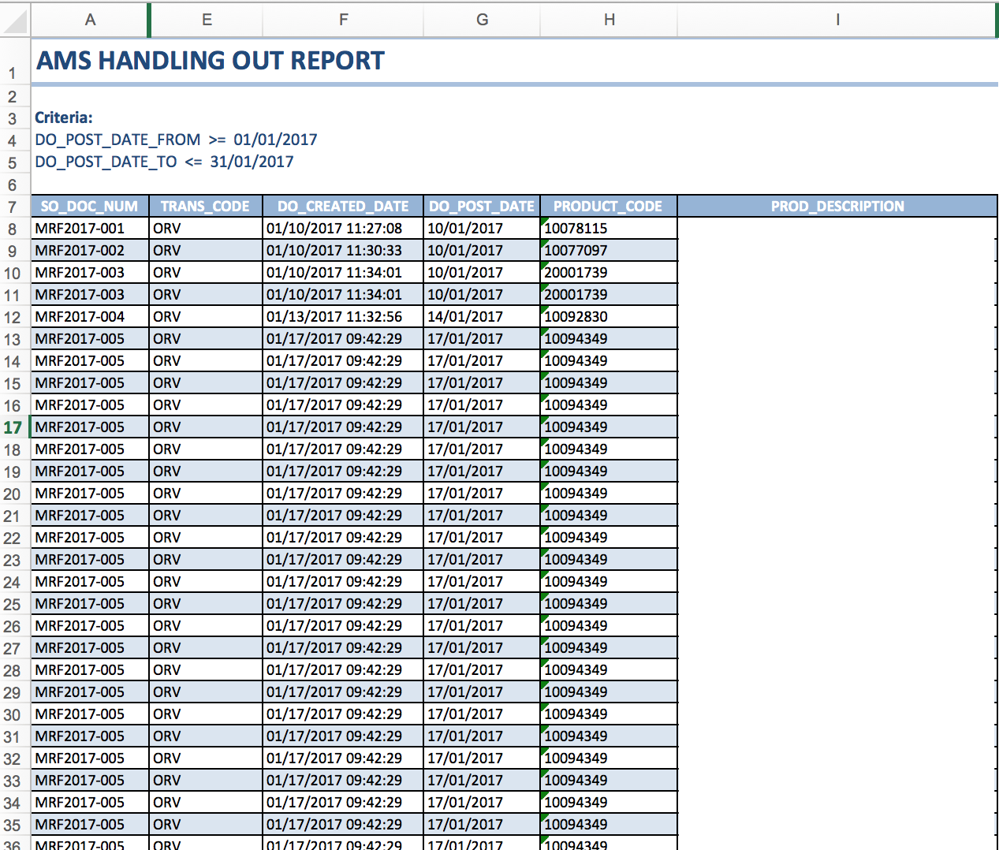 A E F G H I
1 AMS HANDLING OUT REPORT
2
3 Criteria:
4 DO_POST_DATE_FROM >= 01/01/2017
5 DO_POST_DATE_TO <= 31/01/2017
6
7 SO_DOC_NUM TRANS_CODE DO_CREATED_DATE DO_POST_DATE PRODUCT_CODE PROD_DESCRIPTION
8 MRF2017-001 ORV 01/10/2017 11:27:08 10/01/2017 10078115
9 MRF2017-002 ORV 01/10/2017 11:30:33 10/01/2017 10077097
10 MRF2017-003 ORV 01/10/2017 11:34:01 10/01/2017 20001739
11 MRF2017-003 ORV 01/10/2017 11:34:01 10/01/2017 20001739
12 MRF2017-004 ORV 01/13/2017 11:32:56 14/01/2017 10092830
13 MRF2017-005 ORV 01/17/2017 09:42:29 17/01/2017 10094349
14 MRF2017-005 ORV 01/17/2017 09:42:29 17/01/2017 10094349
15 MRF2017-005 ORV 01/17/2017 09:42:29 17/01/2017 10094349
16 MRF2017-005 ORV 01/17/2017 09:42:29 17/01/2017 10094349
17 MRF2017-005 ORV 01/17/2017 09:42:29 17/01/2017 10094349
18 MRF2017-005 ORV 01/17/2017 09:42:29 17/01/2017 10094349
19 MRF2017-005 ORV 01/17/2017 09:42:29 17/01/2017 10094349
20 MRF2017-005 ORV 01/17/2017 09:42:29 17/01/2017 10094349
21 MRF2017-005 ORV 01/17/2017 09:42:29 17/01/2017 10094349
22 MRF2017-005 ORV 01/17/2017 09:42:29 17/01/2017 10094349
23 MRF2017-005 ORV 01/17/2017 09:42:29 17/01/2017 10094349
24 MRF2017-005 ORV 01/17/2017 09:42:29 17/01/2017 10094349
25 MRF2017-005 ORV 01/17/2017 09:42:29 17/01/2017 10094349
26 MRF2017-005 ORV 01/17/2017 09:42:29 17/01/2017 10094349
27 MRF2017-005 ORV 01/17/2017 09:42:29 17/01/2017 10094349
28 MRF2017-005 ORV 01/17/2017 09:42:29 17/01/2017 10094349
29 MRF2017-005 ORV 01/17/2017 09:42:29 17/01/2017 10094349
30 MRF2017-005 ORV 01/17/2017 09:42:29 17/01/2017 10094349
31 MRF2017-005 ORV 01/17/2017 09:42:29 17/01/2017 10094349
32 MRF2017-005 ORV 01/17/2017 09:42:29 17/01/2017 10094349
33 MRF2017-005 ORV 01/17/2017 09:42:29 17/01/2017 10094349
34 MRF2017-005 ORV 01/17/2017 09:42:29 17/01/2017 10094349
35 MRF2017-005 ORV 01/17/2017 09:42:29 17/01/2017 10094349
36 MRF2017-005 ORV 01/17/2017 09:42:29 17/01/2017 10094349